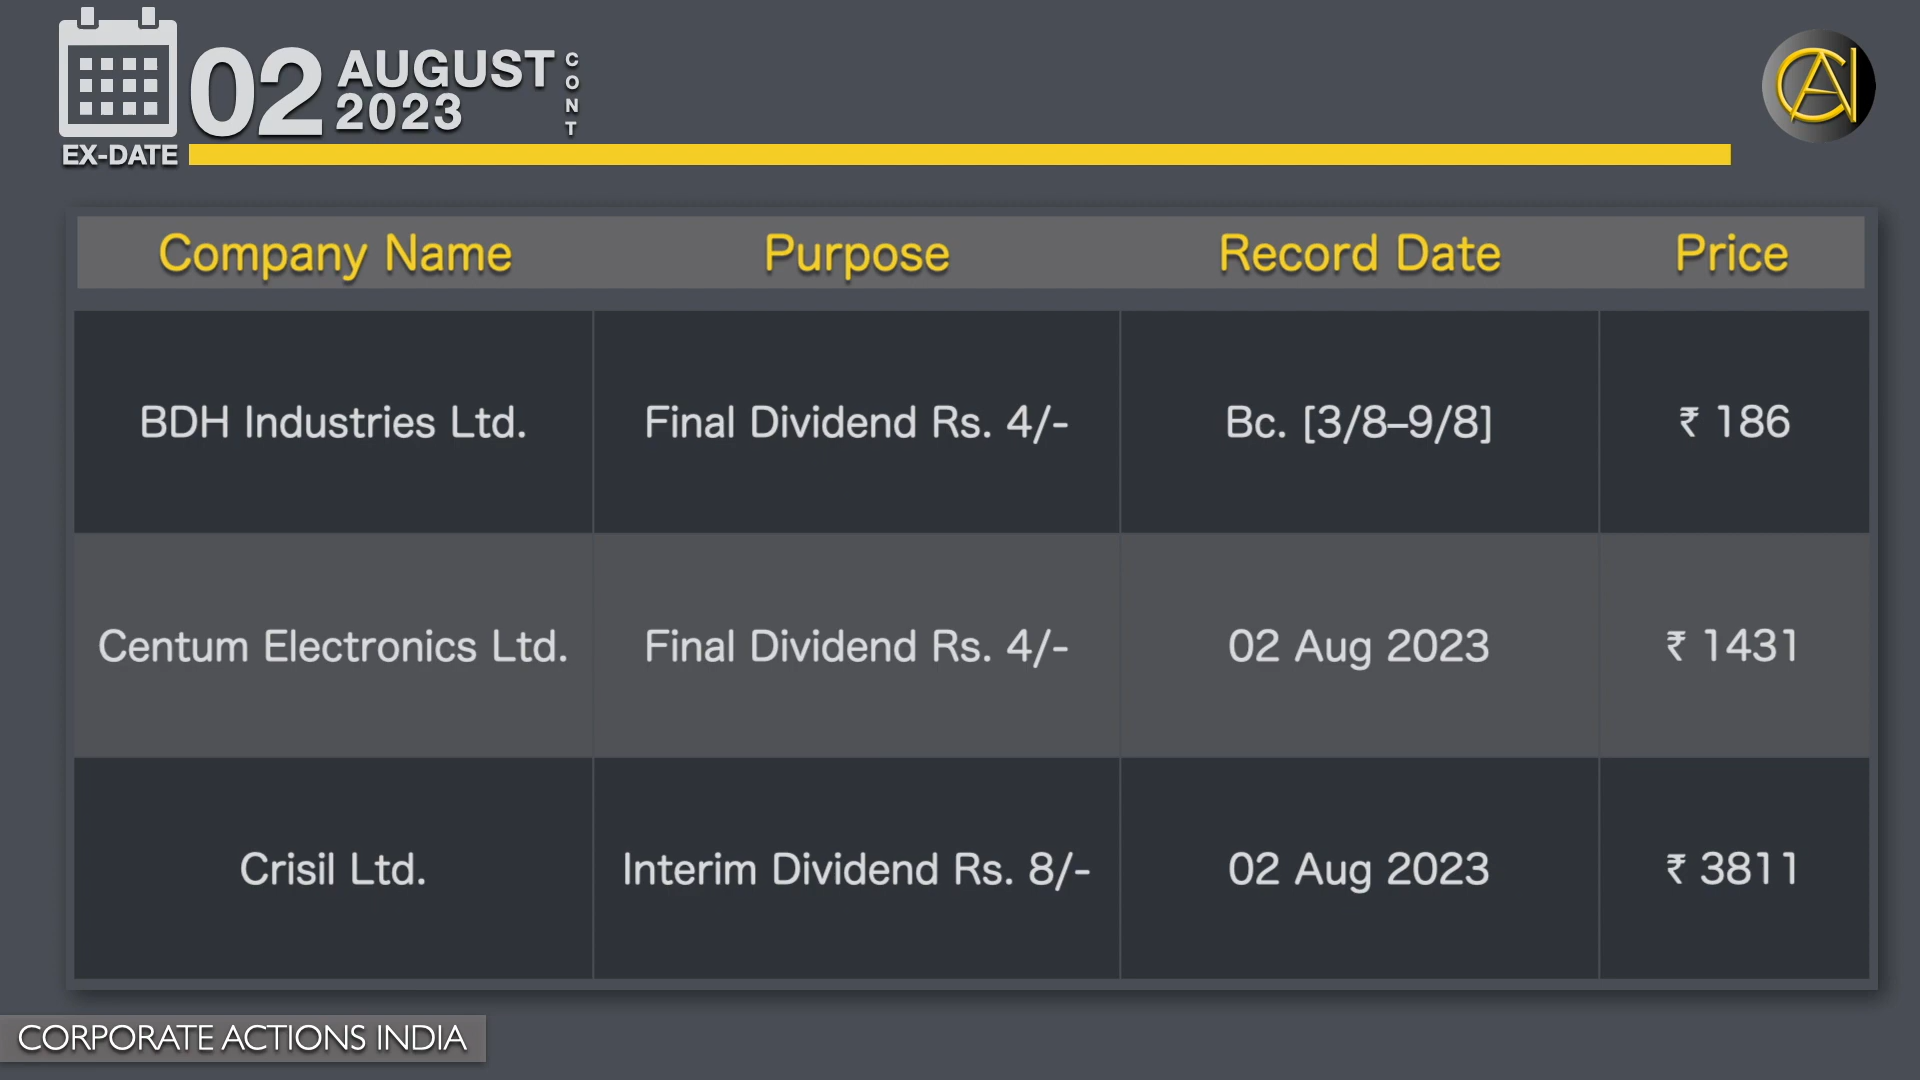 02 AUGUST 2023 CONT
EX-DATE
CAI
Company Name Purpose Record Date Price
BDH Industries Ltd. Final Dividend Rs. 4/- Bc. [3/8–9/8] ₹ 186
Centum Electronics Ltd. Final Dividend Rs. 4/- 02 Aug 2023 ₹ 1431
Crisil Ltd. Interim Dividend Rs. 8/- 02 Aug 2023 ₹ 3811
CORPORATE ACTIONS INDIA